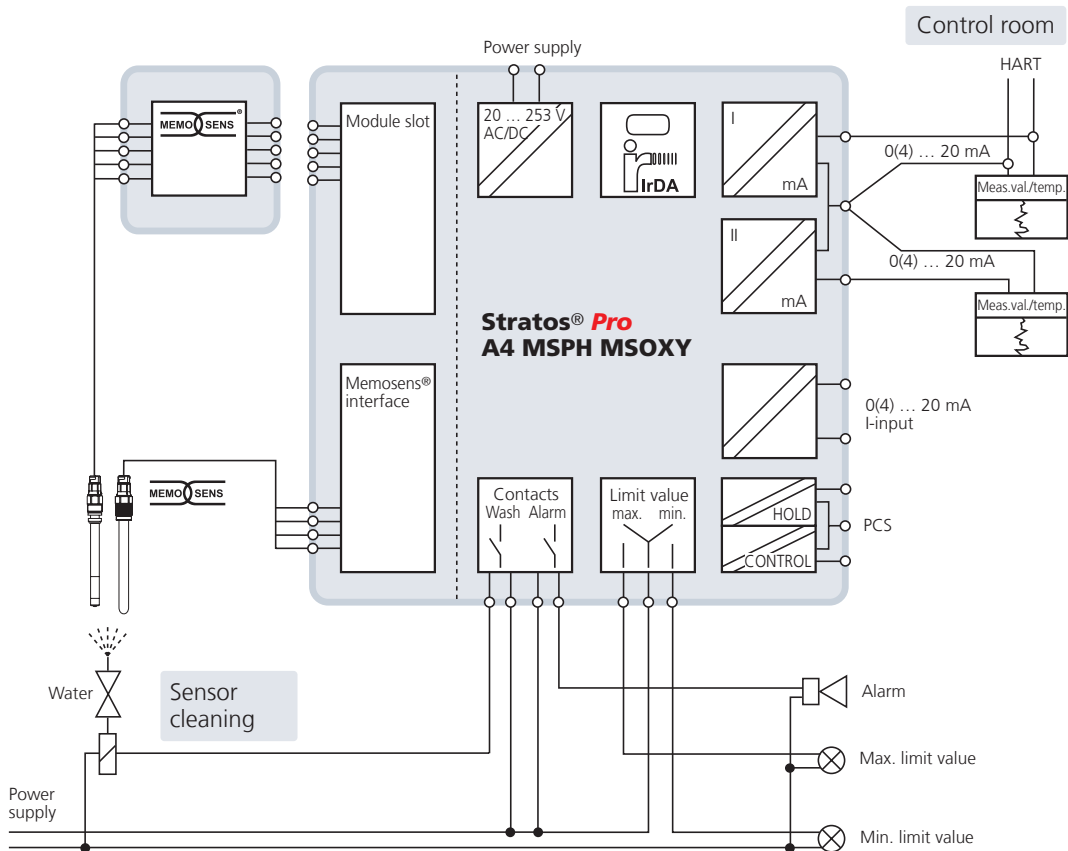 Control room
Power supply
HART
MEMO SENS ®
Module slot
20 … 253 V
AC/DC
IrDA
I
mA
0(4) … 20 mA
Meas.val./temp.
II
mA
0(4) … 20 mA
Meas.val./temp.
Stratos® Pro
A4 MSPH MSOXY
Memosens®
interface
0(4) … 20 mA
I-input
MEMO SENS
Contacts
Wash Alarm
Limit value
max. min.
HOLD
CONTROL
PCS
Water
Sensor
cleaning
Alarm
Max. limit value
Power
supply
Min. limit value